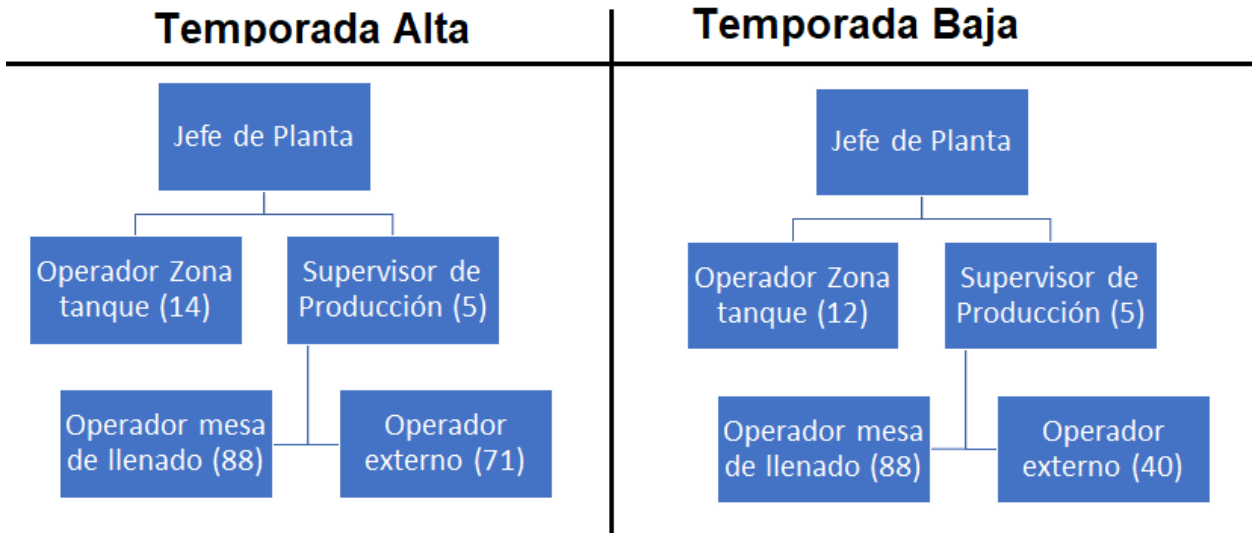 Temporada Alta
Jefe de Planta
Operador Zona
tanque (14)
Supervisor de
Producción (5)
Operador mesa
de llenado (88)
Operador
externo (71)
Temporada Baja
Jefe de Planta
Operador Zona
tanque (12)
Supervisor de
Producción (5)
Operador mesa
de llenado (88)
Operador
externo (40)